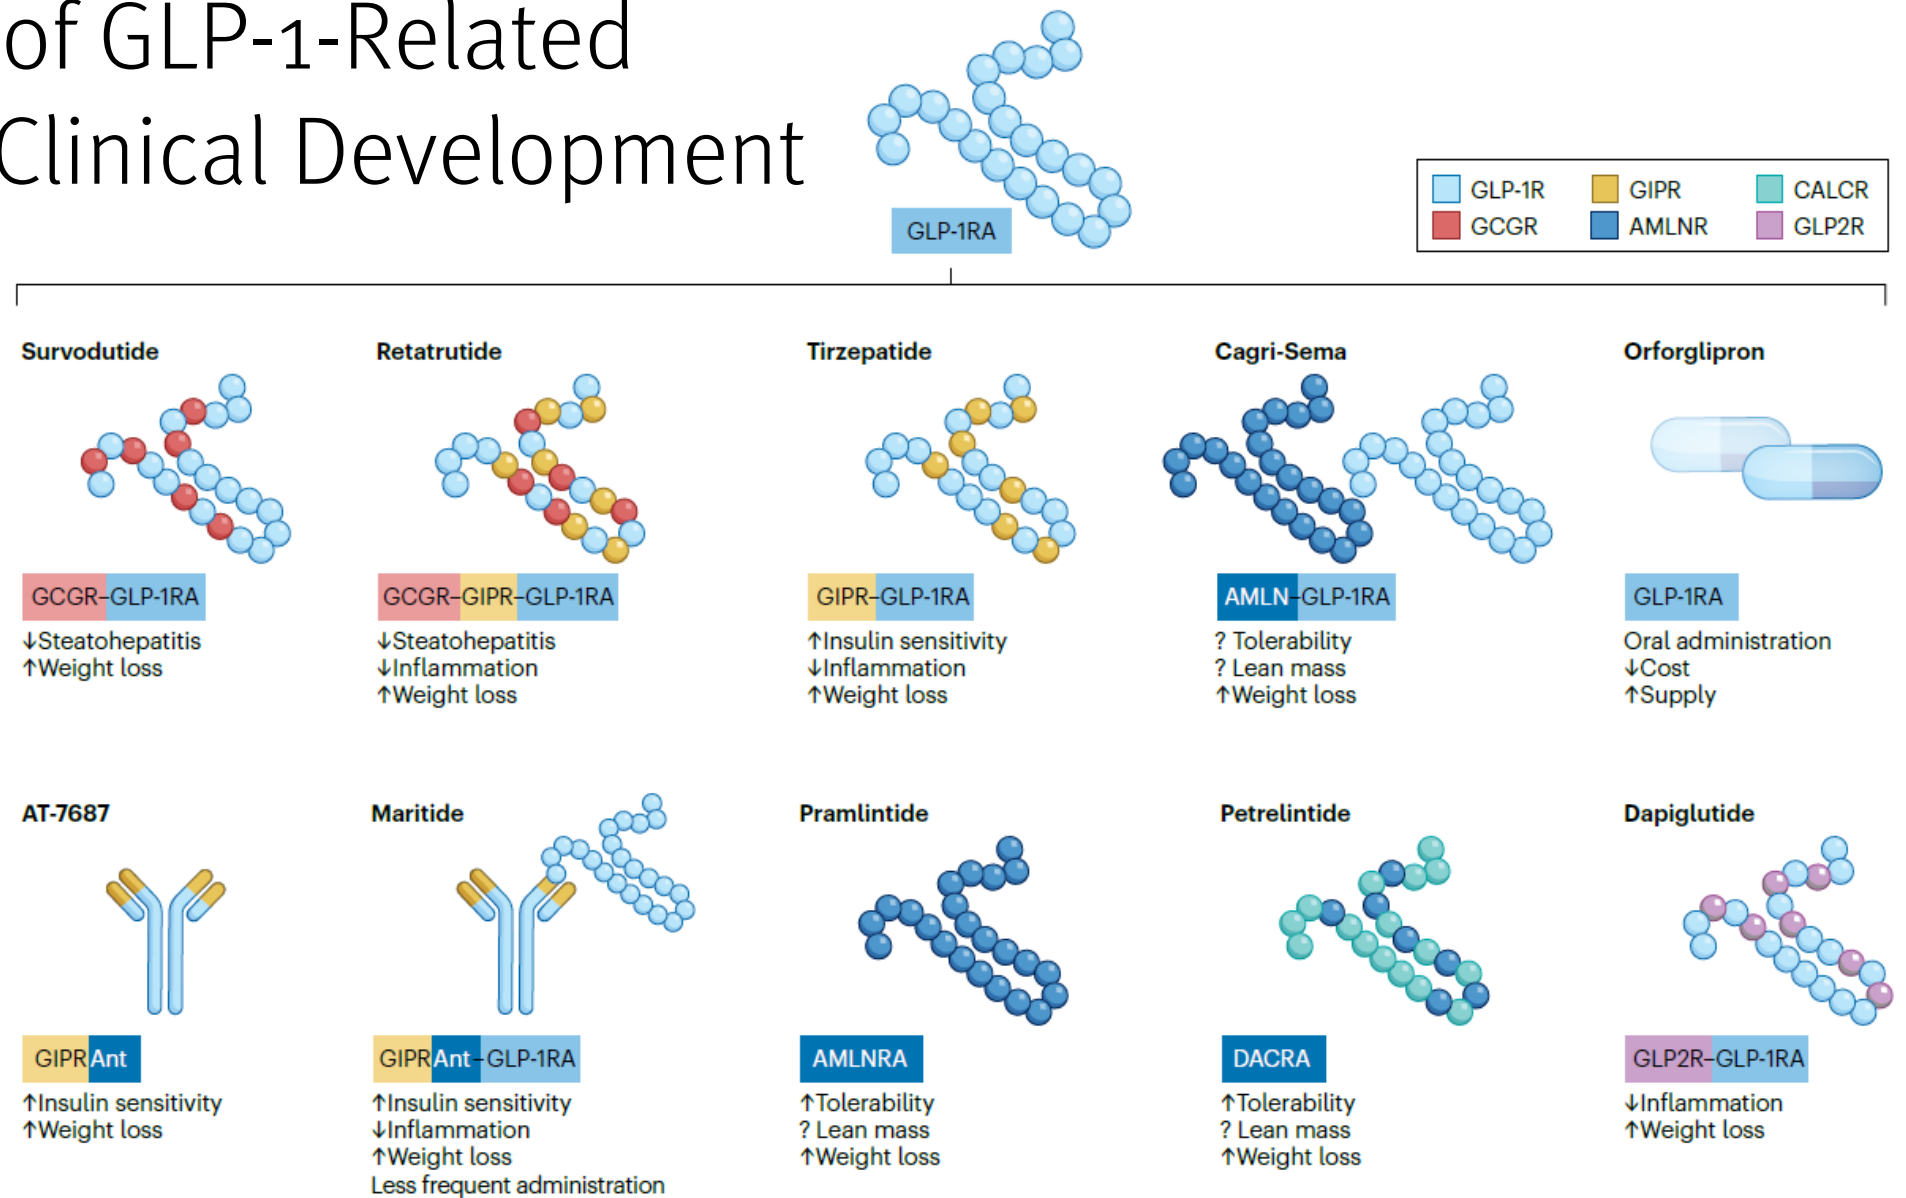 of GLP-1-Related
Clinical Development
GLP-1RA
GLP-1R
GIPR
CALCR
GCGR
AMLNR
GLP2R
Survodutide
GCGR–GLP-1RA
↓Steatohepatitis
↑Weight loss
Retatrutide
GCGR–GIPR–GLP-1RA
↓Steatohepatitis
↓Inflammation
↑Weight loss
Tirzepatide
GIPR–GLP-1RA
↑Insulin sensitivity
↓Inflammation
↑Weight loss
Cagri-Sema
AMLN–GLP-1RA
? Tolerability
? Lean mass
↑Weight loss
Orforglipron
GLP-1RA
Oral administration
↓Cost
↑Supply
AT-7687
GIPRAnt
↑Insulin sensitivity
↑Weight loss
Maritide
GIPRAnt–GLP-1RA
↑Insulin sensitivity
↓Inflammation
↑Weight loss
Less frequent administration
Pramlintide
AMLNRA
↑Tolerability
? Lean mass
↑Weight loss
Petrelintide
DACRA
↑Tolerability
? Lean mass
↑Weight loss
Dapiglutide
GLP2R–GLP-1RA
↓Inflammation
↑Weight loss